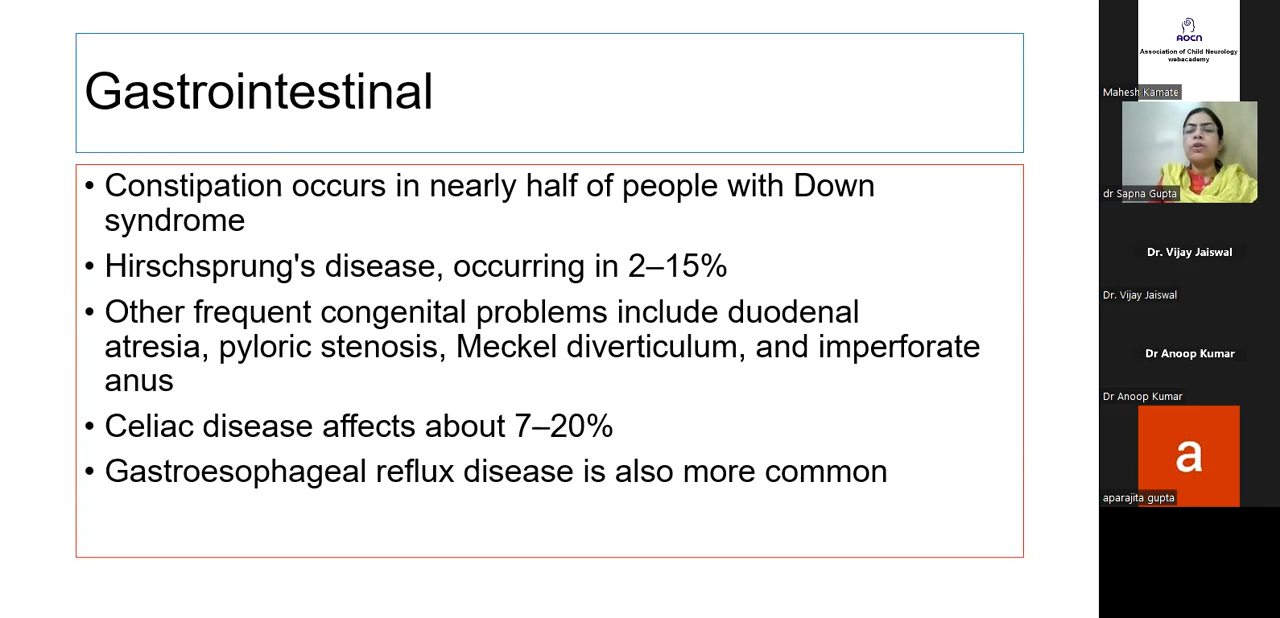 Gastrointestinal
• Constipation occurs in nearly half of people with Down
syndrome
• Hirschsprung's disease, occurring in 2–15%
• Other frequent congenital problems include duodenal
atresia, pyloric stenosis, Meckel diverticulum, and imperforate
anus
• Celiac disease affects about 7–20%
• Gastroesophageal reflux disease is also more common
AOCN
Association of Child Neurology
webacademy
Mahesh Kamate
dr Sapna Gupta
Dr. Vijay Jaiswal
Dr. Vijay Jaiswal
Dr Anoop Kumar
Dr Anoop Kumar
a
aparajita gupta